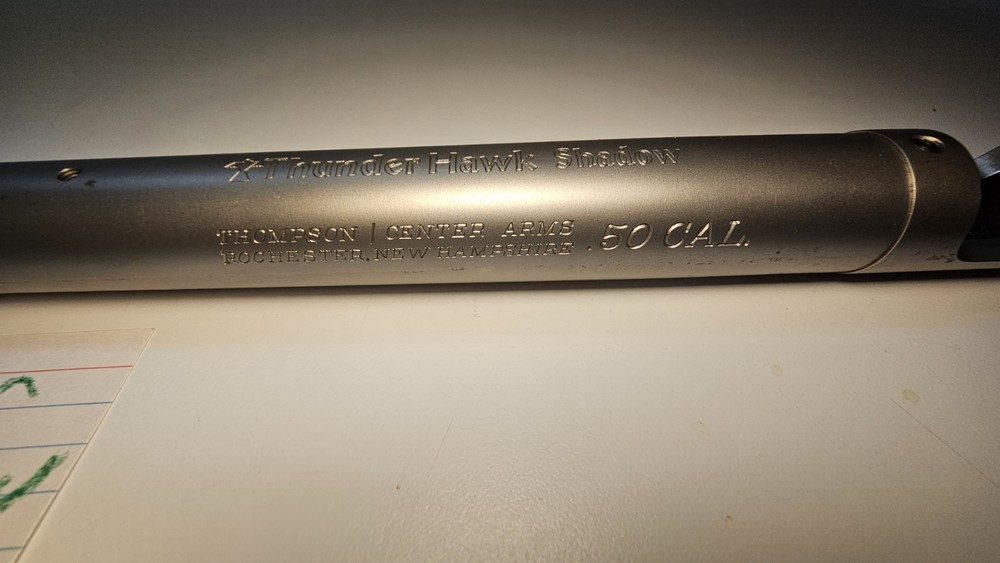 Thunder Hawk Shadow
THOMPSON | CENTER ARMS
ROCHESTER, NEW HAMPSHIRE
.50 CAL.